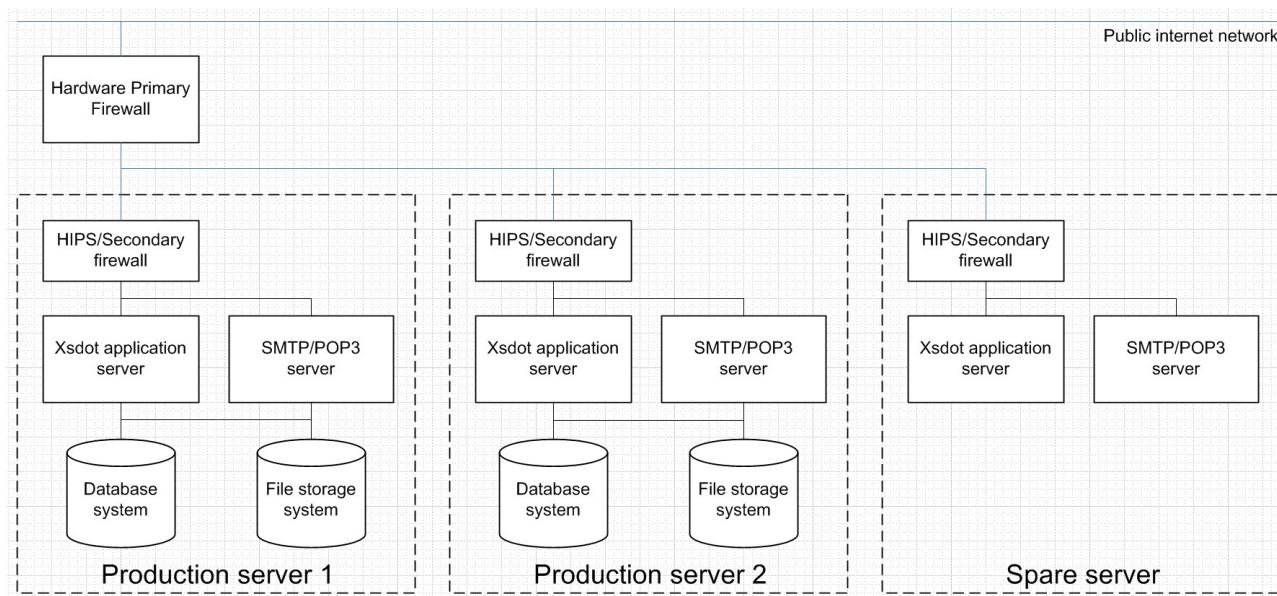 Public internet network
Hardware Primary
Firewall
HIPS/Secondary
firewall
Xsdot application
server
SMTP/POP3
server
Database
system
File storage
system
Production server 1
HIPS/Secondary
firewall
Xsdot application
server
SMTP/POP3
server
Database
system
File storage
system
Production server 2
HIPS/Secondary
firewall
Xsdot application
server
SMTP/POP3
server
Spare server